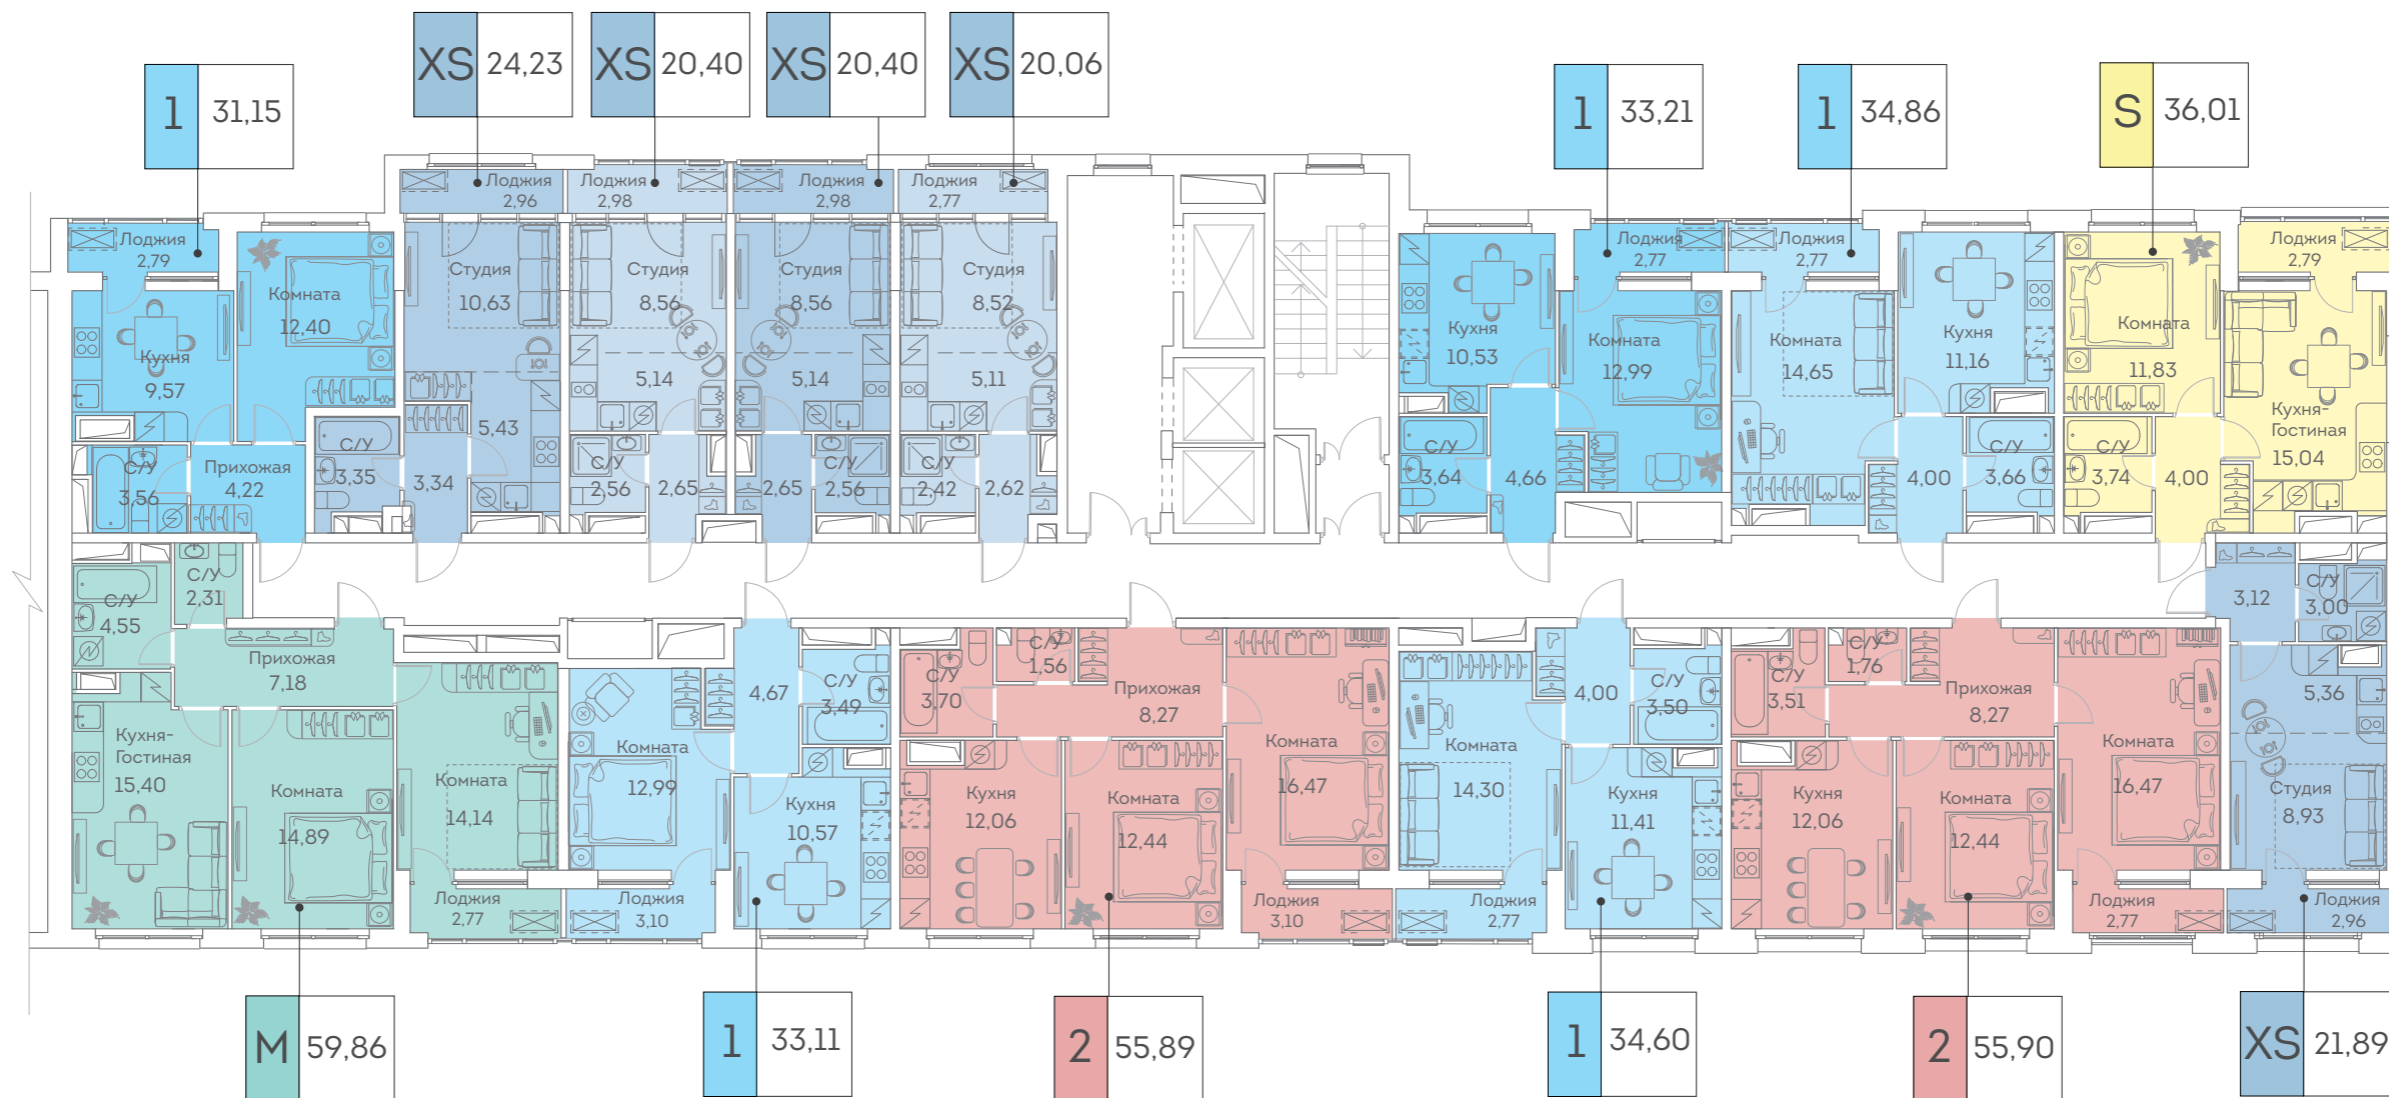 1 31,15
XS 24,23
XS 20,40
XS 20,40
XS 20,06
1 33,21
1 34,86
S 36,01
Лоджия
2,79
Комната
12,40
Кухня
9,57
С/У
3,56
Прихожая
4,22
Лоджия
2,96
Студия
10,63
5,43
С/У
3,35
3,34
Лоджия
2,98
Студия
8,56
5,14
С/У
2,56
2,65
Лоджия
2,98
Студия
8,56
5,14
2,65
С/У
2,56
Лоджия
2,77
Студия
8,52
5,11
С/У
2,42
2,62
Кухня
10,53
Лоджия
2,77
Комната
12,99
С/У
3,64
4,66
Лоджия
2,77
Комната
14,65
Кухня
11,16
4,00
С/У
3,66
Комната
11,83
Лоджия
2,79
Кухня-
Гостиная
15,04
С/У
3,74
4,00
С/У
4,55
С/У
2,31
Прихожая
7,18
Кухня-
Гостиная
15,40
Комната
14,89
Комната
14,14
Лоджия
2,77
Комната
12,99
4,67
С/У
3,49
Кухня
10,57
Лоджия
3,10
С/У
3,70
С/У
1,56
Прихожая
8,27
Кухня
12,06
Комната
12,44
Комната
16,47
Лоджия
3,10
Комната
14,30
4,00
С/У
3,50
Кухня
11,41
Лоджия
2,77
С/У
3,51
С/У
1,76
Прихожая
8,27
Кухня
12,06
Комната
12,44
Комната
16,47
Лоджия
2,77
3,12
С/У
3,00
5,36
Студия
8,93
Лоджия
2,96
M 59,86
1 33,11
2 55,89
1 34,60
2 55,90
XS 21,89